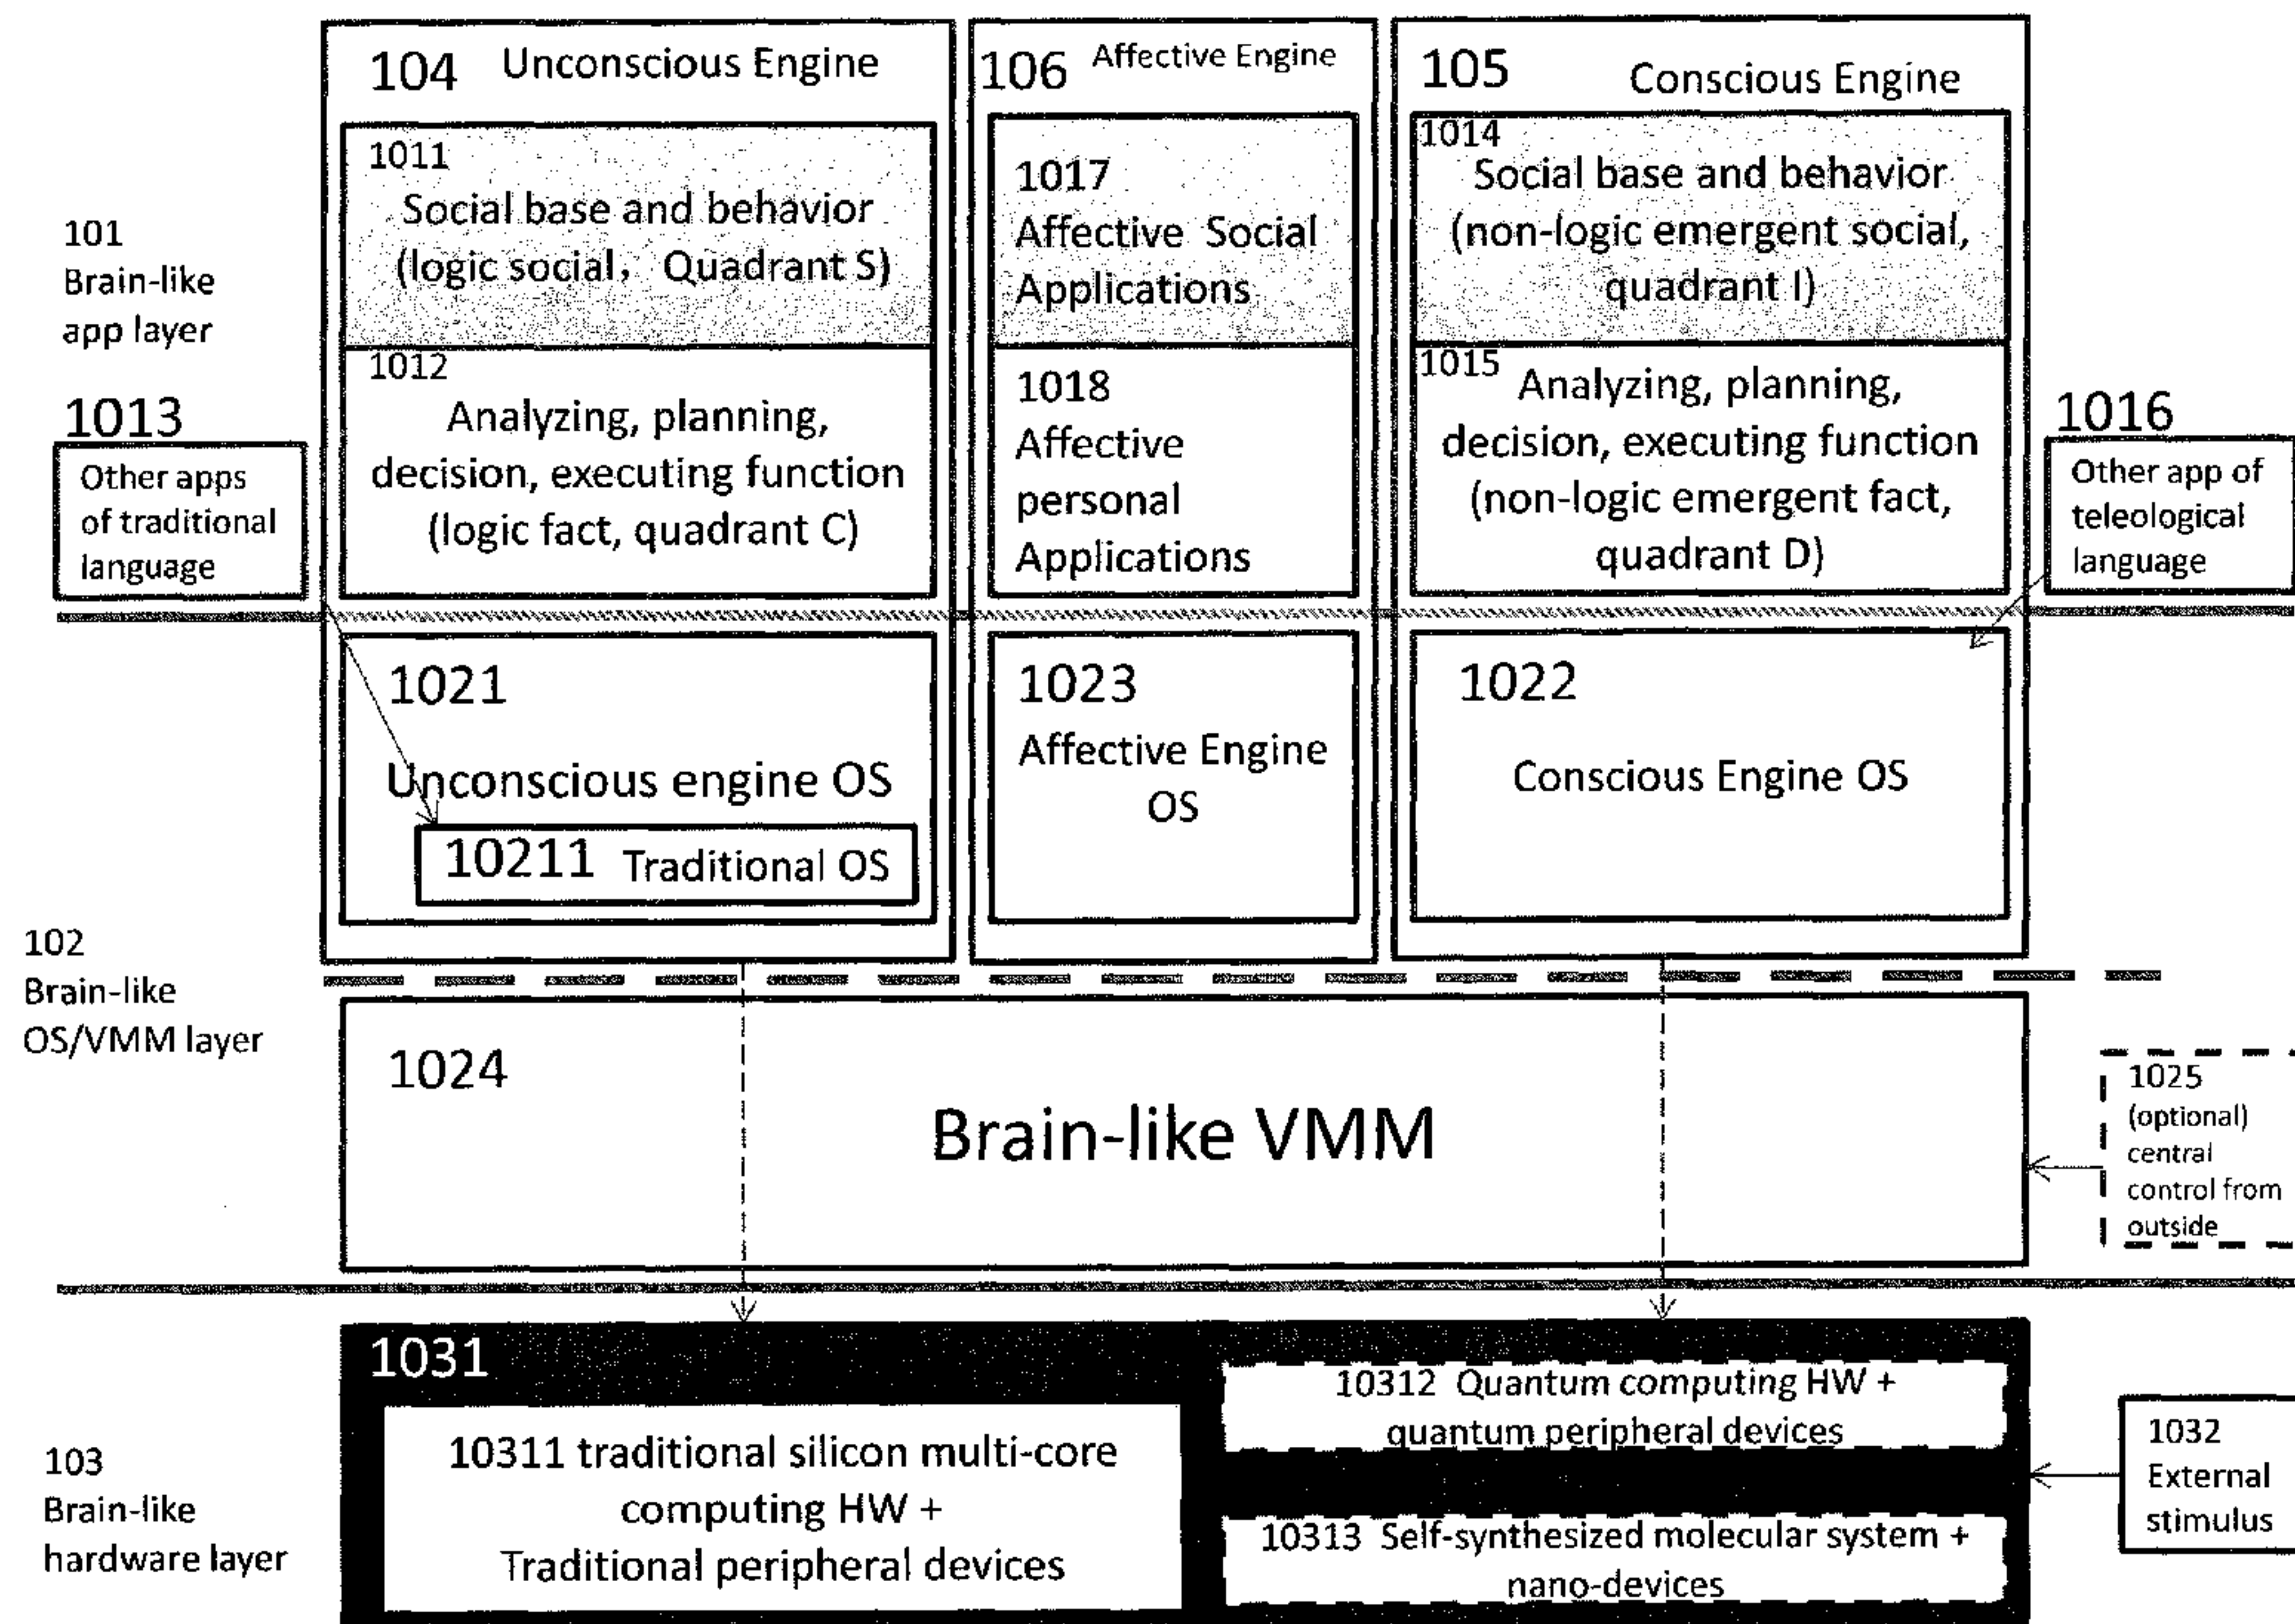 104 Unconscious Engine
1011
Social base and behavior
(logic social, Quadrant S)
1012
Analyzing, planning,
decision, executing function
(logic fact, quadrant C)
106 Affective Engine
1017
Affective Social
Applications
1018
Affective
personal
Applications
105 Conscious Engine
1014
Social base and behavior
(non-logic emergent social,
quadrant I)
1015 Analyzing, planning,
decision, executing function
(non-logic emergent fact,
quadrant D)
101
Brain-like
app layer
1013
Other apps
of traditional
language
1016
Other app of
teleological
language
1021
Unconscious engine OS
10211 Traditional OS
1023
Affective Engine
OS
1022
Conscious Engine OS
102
Brain-like
OS/VMM layer
1024
Brain-like VMM
1025
(optional)
central
control from
outside
103
Brain-like
hardware layer
1031
10311 traditional silicon multi-core
computing HW +
Traditional peripheral devices
10312 Quantum computing HW +
quantum peripheral devices
10313 Self-synthesized molecular system +
nano-devices
1032
External
stimulus